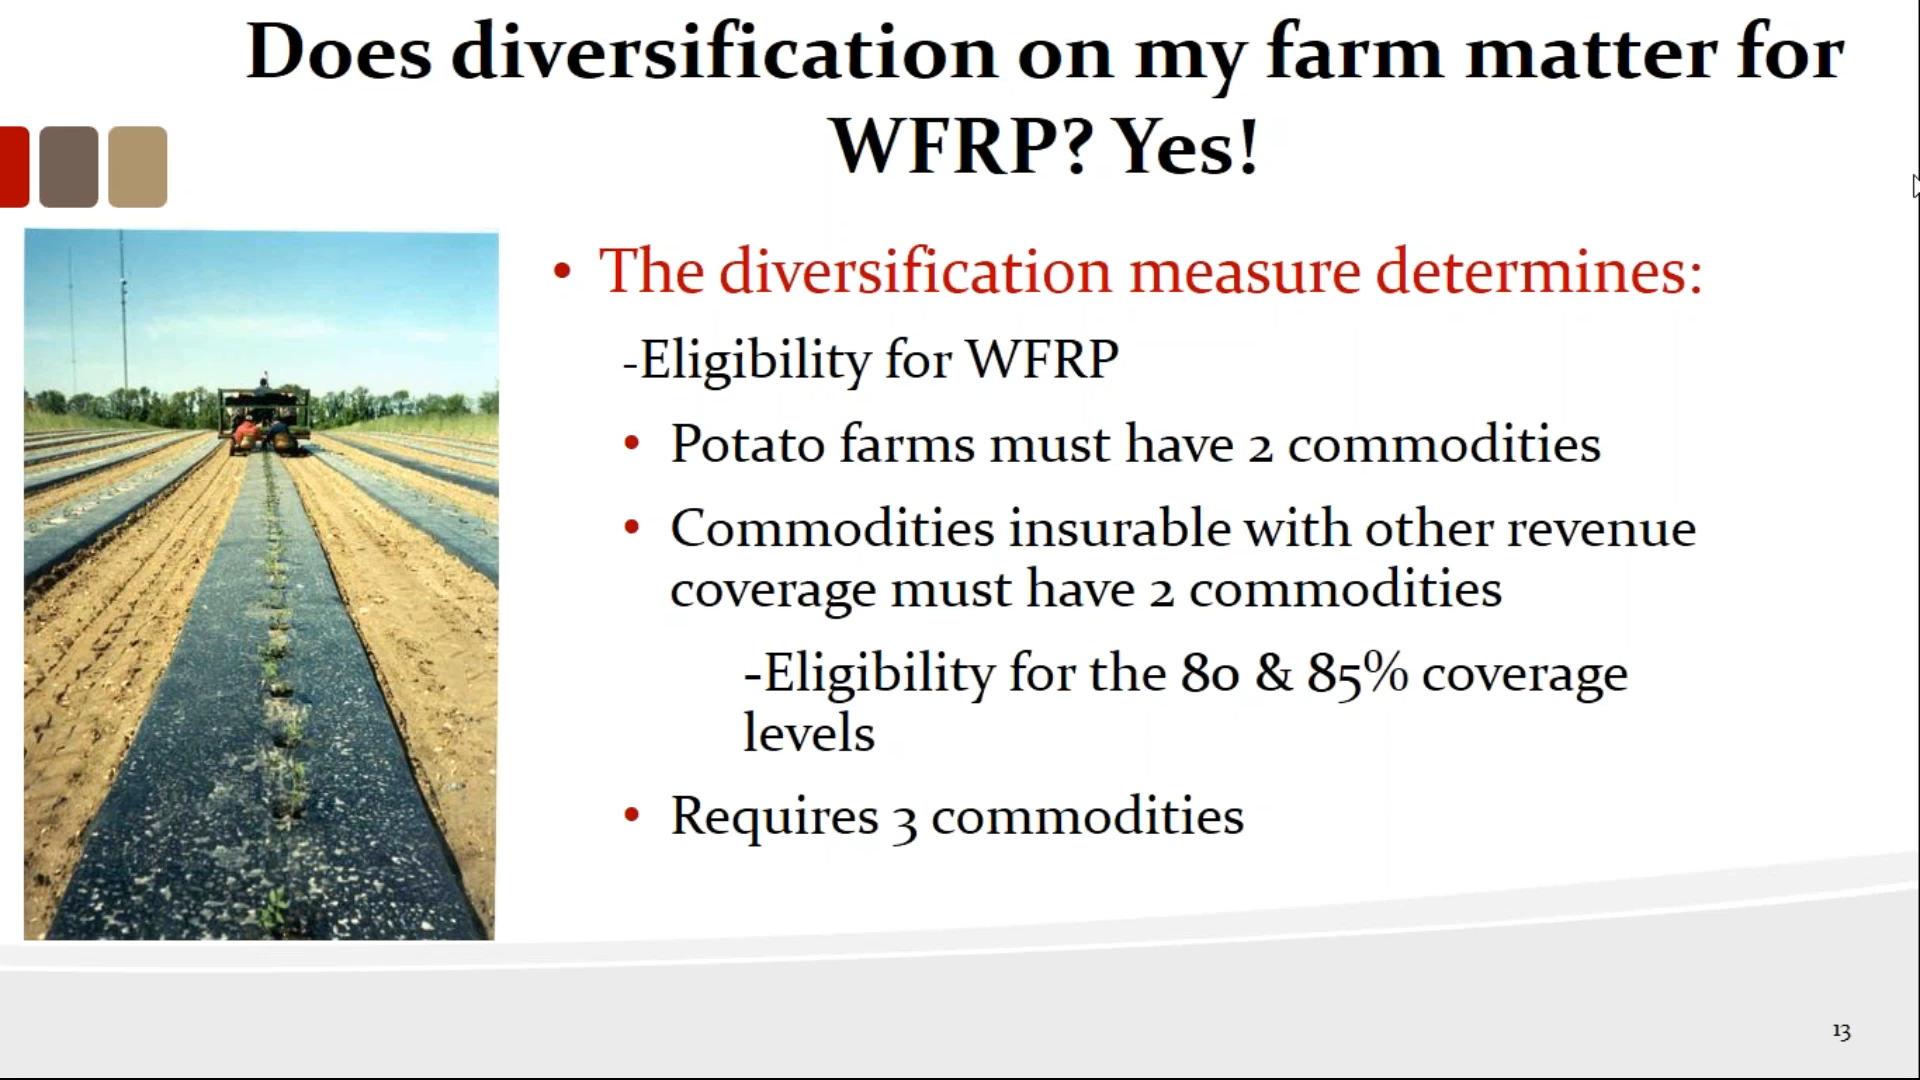 Does diversification on my farm matter for
WFRP? Yes!
• The diversification measure determines:
-Eligibility for WFRP
• Potato farms must have 2 commodities
• Commodities insurable with other revenue
coverage must have 2 commodities
-Eligibility for the 80 & 85% coverage
levels
• Requires 3 commodities
13